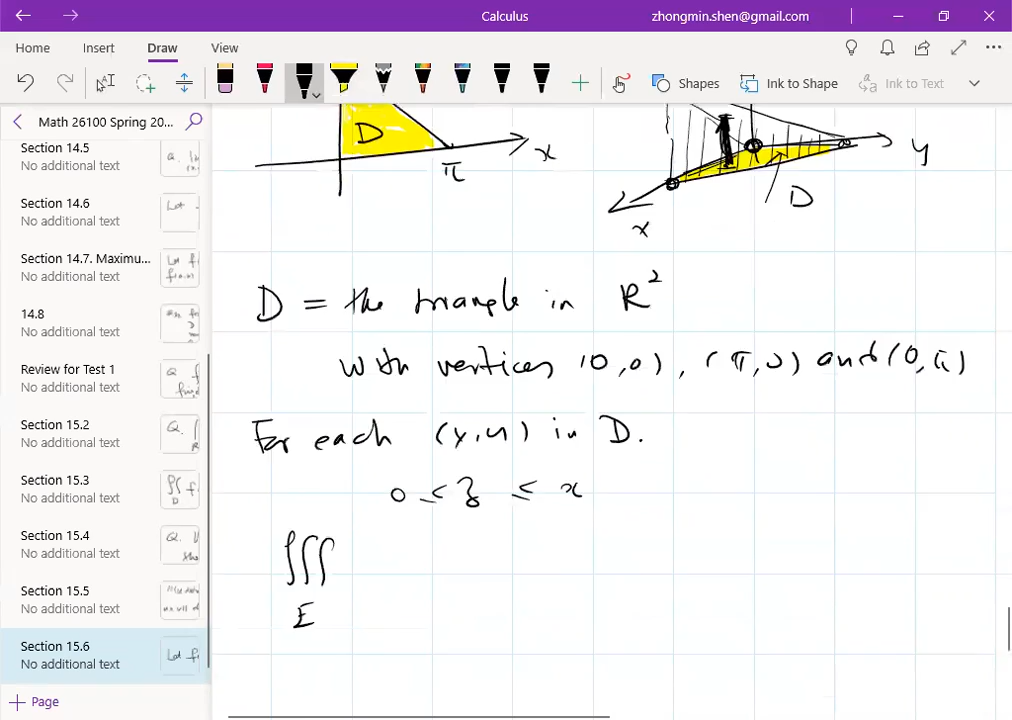 Calculus
zhongmin.shen@gmail.com
Home Insert Draw View
Shapes
Ink to Shape
Ink to Text
Math 26100 Spring 20...
Section 14.5
No additional text
Section 14.6
No additional text
Section 14.7. Maximu...
No additional text
14.8
No additional text
Review for Test 1
No additional text
Section 15.2
No additional text
Section 15.3
No additional text
Section 15.4
No additional text
Section 15.5
No additional text
Section 15.6
No additional text
Page
D
π
x
x
y
D
D = the triangle in R²
with vertices (0,0), (π,0) and (0,π)
For each (x,y) in D.
0 ≤ z ≤ x
∭
E